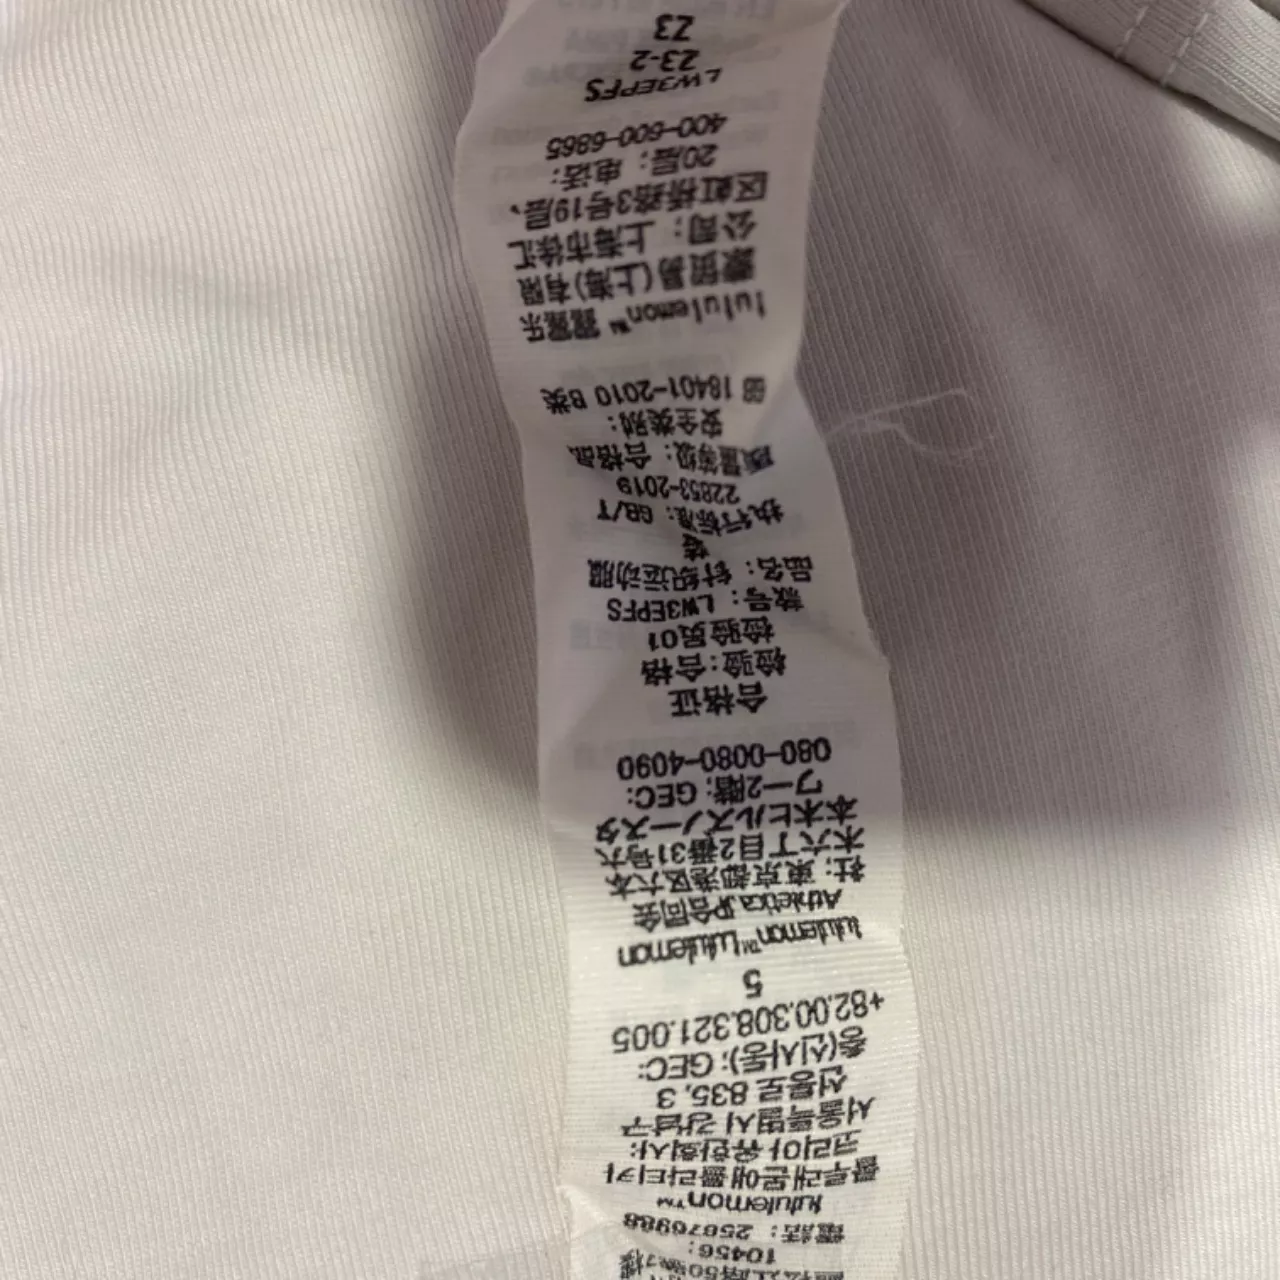 10456:
電話：25876988
lululemon™
룰루레몬애틀라티카
코리아 유한회사:
서울특별시 강남구
선릉로 835, 3
층(신사동); GEC:
+82.00.308.321.005
5
lululemon™ Lululemon
Athletica JP合同会
社; 東京都港区六本
木六丁目2番31号六
本木ヒルズノースタ
ワー2階; GEC:
080-0080-4090
合格证
检验:合格
检验员01
款号：LW3EPFS
品名：针织运动服
装
执行标准：GB/T
22853-2019
质量等级：合格品
安全类别：
GB 18401-2010 B类
lululemon™ 露露乐
蒙贸易(上海)有限
公司：上海市徐汇
区虹桥路3号19层、
20层；电话：
400-600-6865
LW3EPFS
23-2
23